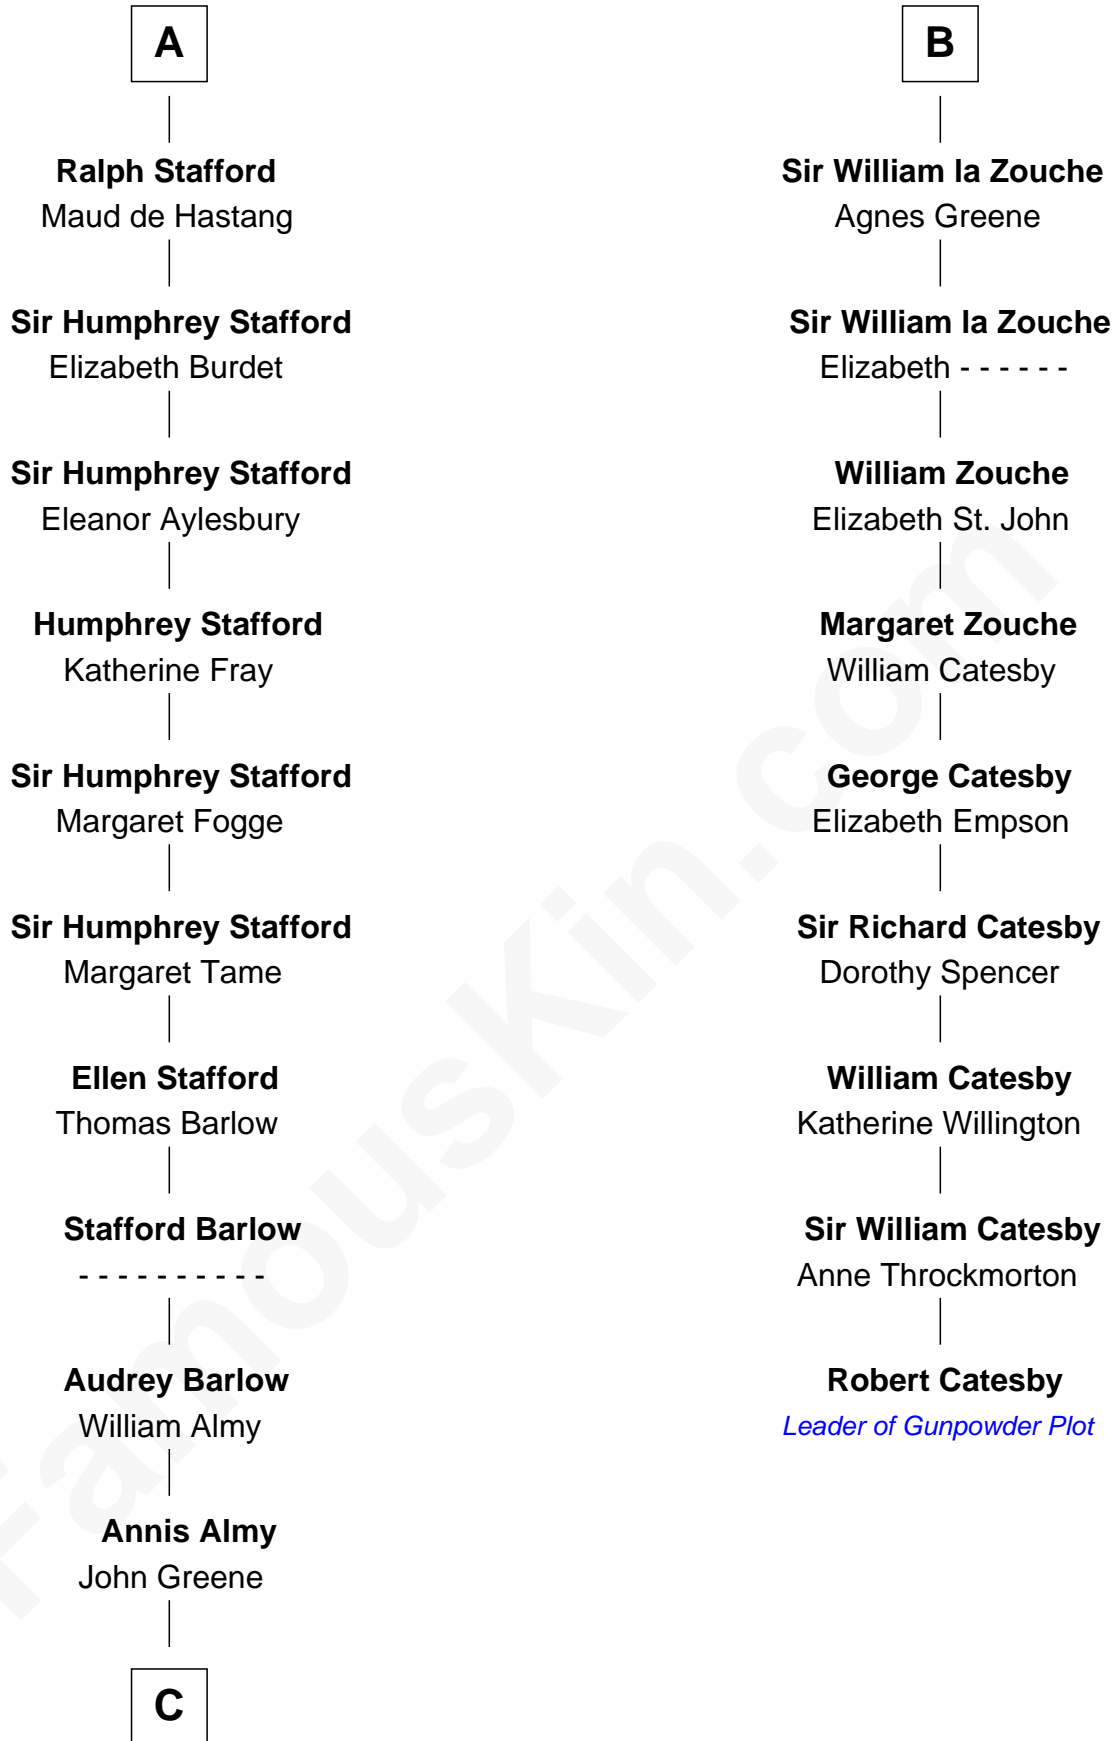 A
Ralph Stafford
Maud de Hastang
Sir Humphrey Stafford
Elizabeth Burdet
Sir Humphrey Stafford
Eleanor Aylesbury
Humphrey Stafford
Katherine Fray
Sir Humphrey Stafford
Margaret Fogge
Sir Humphrey Stafford
Margaret Tame
Ellen Stafford
Thomas Barlow
Stafford Barlow
- - - - - - - - - -
Audrey Barlow
William Almy
Annis Almy
John Greene
C
B
Sir William la Zouche
Agnes Greene
Sir William la Zouche
Elizabeth - - - - - -
William Zouche
Elizabeth St. John
Margaret Zouche
William Catesby
George Catesby
Elizabeth Empson
Sir Richard Catesby
Dorothy Spencer
William Catesby
Katherine Willington
Sir William Catesby
Anne Throckmorton
Robert Catesby
Leader of Gunpowder Plot
FamousKin.com